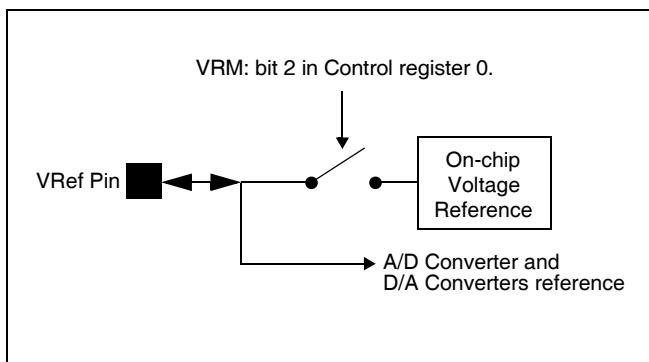 VRM: bit 2 in Control register 0.
VRef Pin
On-chip
Voltage
Reference
A/D Converter and
D/A Converters reference